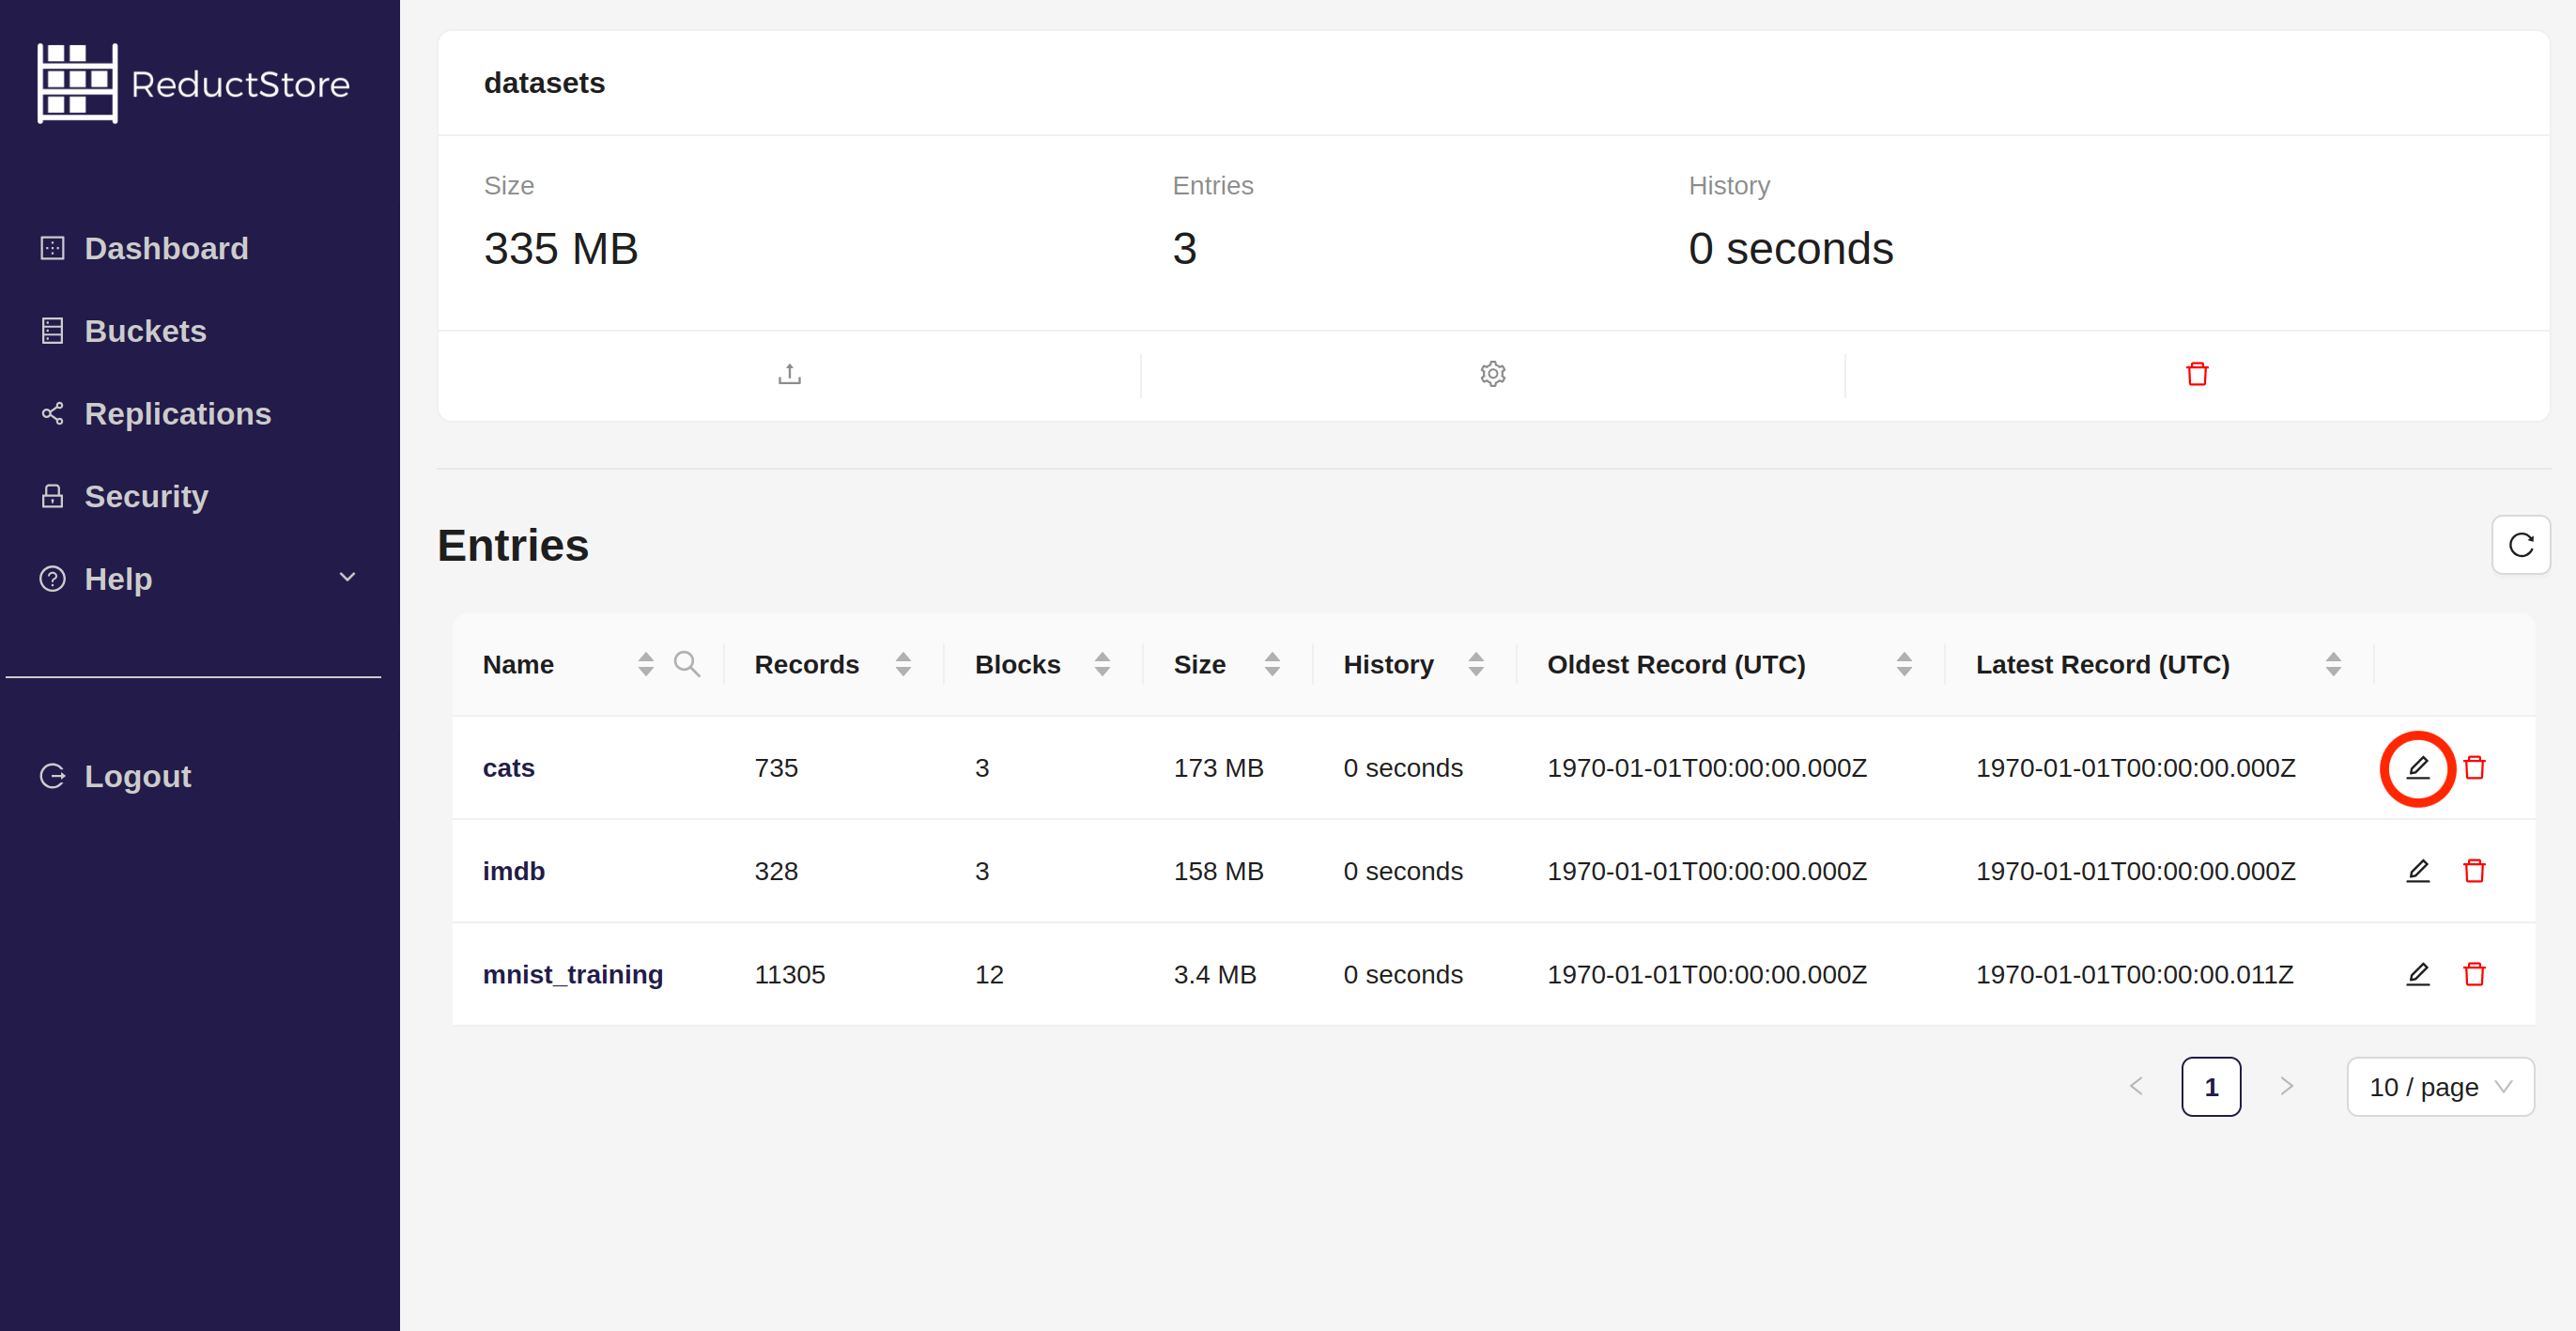 ReductStore
Dashboard
Buckets
Replications
Security
Help
Logout
datasets
Size Entries History
335 MB 3 0 seconds
Entries
Name Records Blocks Size History Oldest Record (UTC) Latest Record (UTC)
cats 735 3 173 MB 0 seconds 1970-01-01T00:00:00.000Z 1970-01-01T00:00:00.000Z
imdb 328 3 158 MB 0 seconds 1970-01-01T00:00:00.000Z 1970-01-01T00:00:00.000Z
mnist_training 11305 12 3.4 MB 0 seconds 1970-01-01T00:00:00.000Z 1970-01-01T00:00:00.011Z
1 10 / page